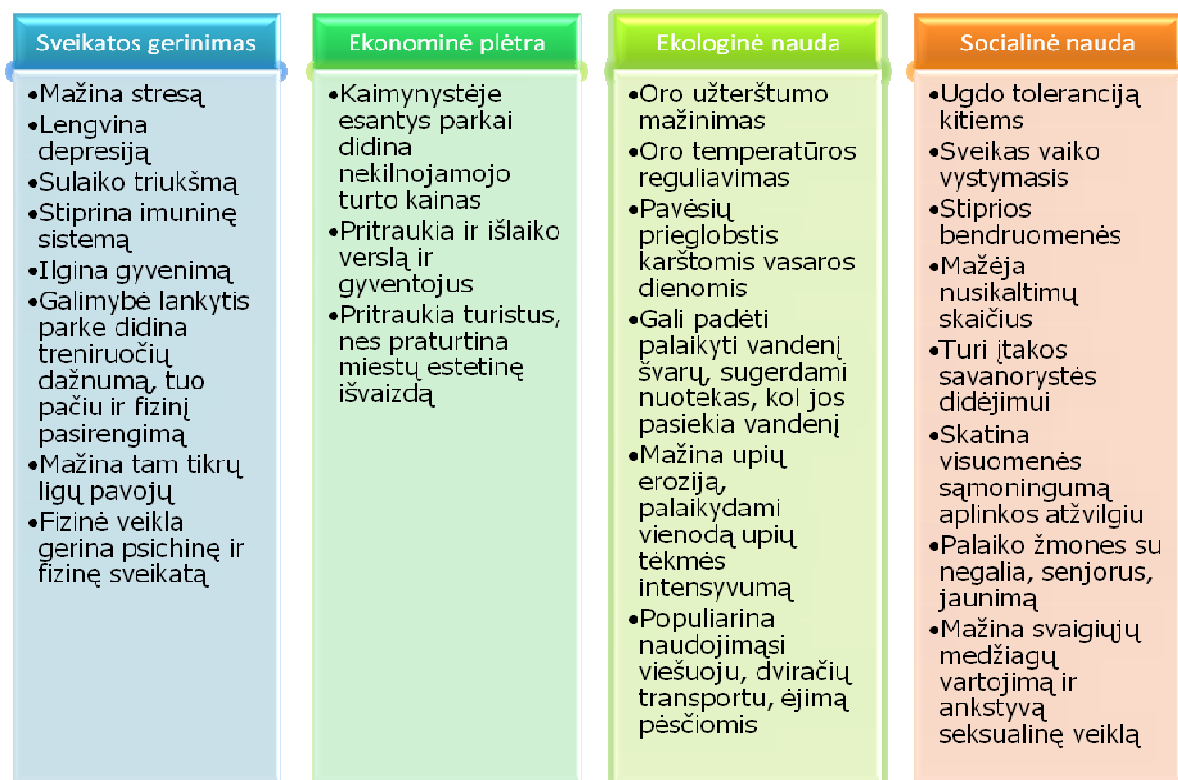 Sveikatos gerinimas
•Mažina stresą
•Lengvina
depresiją
•Sulaiko triukšmą
•Stiprina imuninę
sistemą
•Ilgina gyvenimą
•Galimybė lankytis
parke didina
treniruočių
dažnumą, tuo
pačiu ir fizinį
pasirengimą
•Mažina tam tikrų
ligų pavojų
•Fizinė veikla
gerina psichinę ir
fizinę sveikatą
Ekonominė plėtra
•Kaimynystėje
esantys parkai
didina
nekilnojamojo
turto kainas
•Pritraukia ir išlaiko
verslą ir
gyventojus
•Pritraukia turistus,
nes praturtina
miestų estetinę
išvaizdą
Ekologinė nauda
•Oro užterštumo
mažinimas
•Oro temperatūros
reguliavimas
•Pavėsių
prieglobstis
karštomis vasaros
dienomis
•Gali padėti
palaikyti vandenį
švarų, sugerdami
nuotekas, kol jos
pasiekia vandenį
•Mažina upių
eroziją,
palaikydami
vienodą upių
tėkmės
intensyvumą
•Populiarina
naudojimąsi
viešuoju, dviračių
transportu, ėjimą
pėsčiomis
Socialinė nauda
•Ugdo toleranciją
kitiems
•Sveikas vaiko
vystymasis
•Stiprios
bendruomenės
•Mažėja
nusikaltimų
skaičius
•Turi įtakos
savanorystės
didėjimui
•Skatina
visuomenės
sąmoningumą
aplinkos atžvilgiu
•Palaiko žmones su
negalia, senjorus,
jaunimą
•Mažina svaigiųjų
medžiagų
vartojimą ir
ankstyvą
seksualinę veiklą